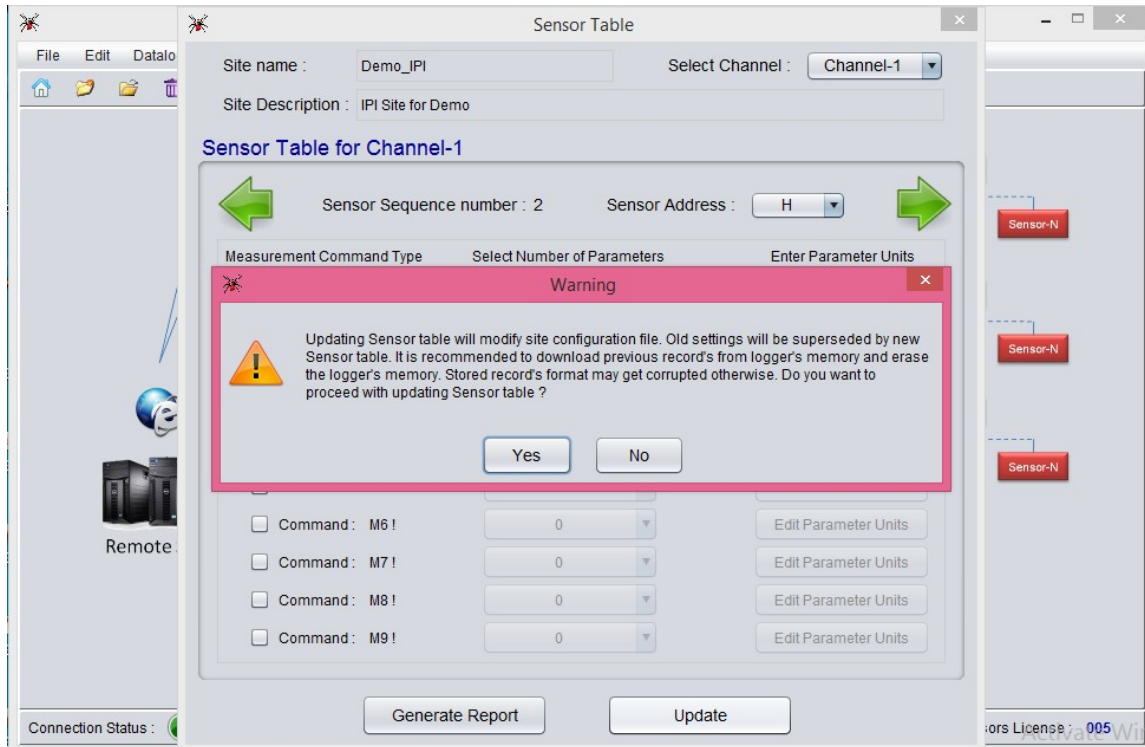 Sensor Table
File Edit Datalo
Site name : Demo_IPI Select Channel : Channel-1
Site Description : IPI Site for Demo
Sensor Table for Channel-1
Sensor Sequence number : 2 Sensor Address : H
Sensor-N
Measurement Command Type Select Number of Parameters Enter Parameter Units
Warning
Updating Sensor table will modify site configuration file. Old settings will be superseded by new
Sensor table. It is recommended to download previous record's from logger's memory and erase
the logger's memory. Stored record's format may get corrupted otherwise. Do you want to
proceed with updating Sensor table ?
Sensor-N
Yes No
Sensor-N
Command : M6 ! 0 Edit Parameter Units
Remote
Command : M7 ! 0 Edit Parameter Units
Command : M8 ! 0 Edit Parameter Units
Command : M9 ! 0 Edit Parameter Units
Generate Report Update
Connection Status : ors License : 005
Activate Wi